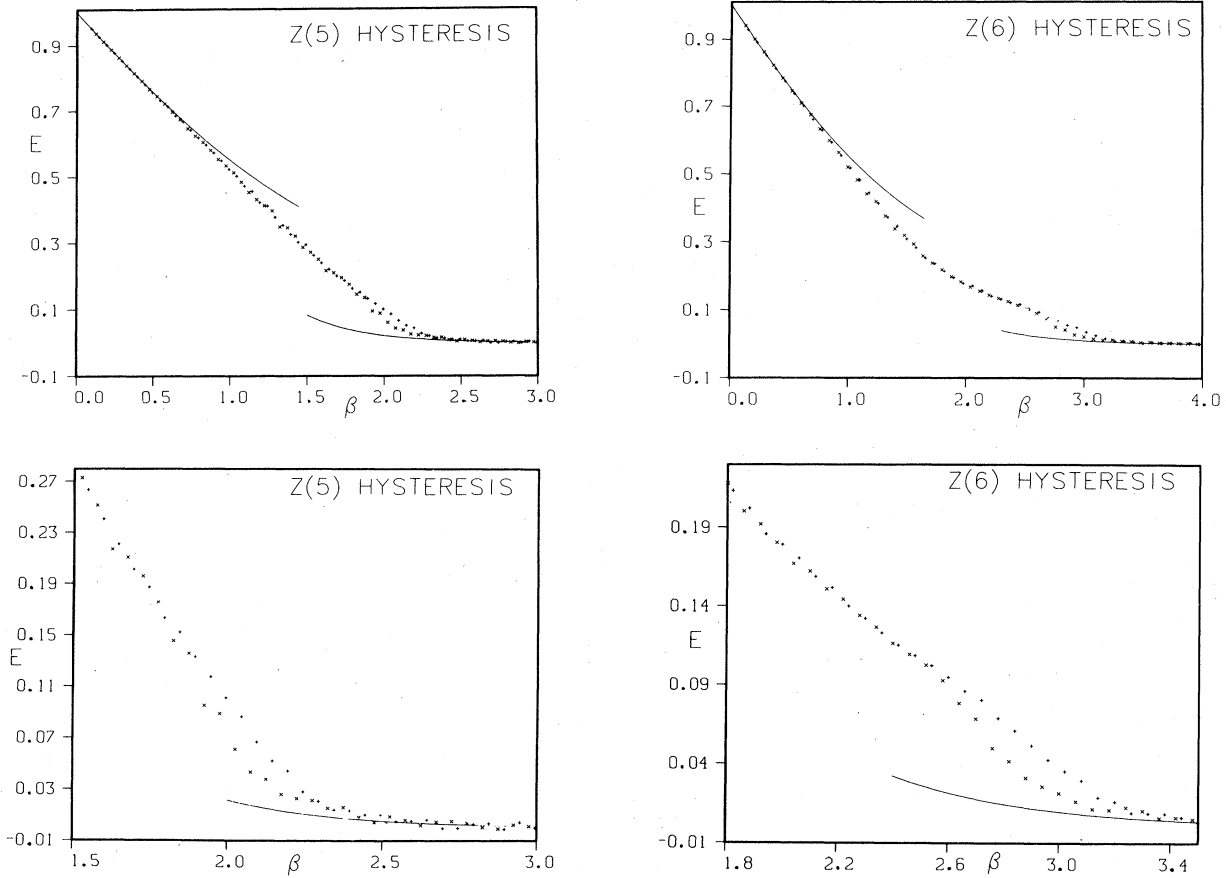 Z(5) HYSTERESIS
0.9
0.7
E
0.5
0.3
0.1
-0.1
0.0 0.5 1.0 1.5 2.0 2.5 3.0
β
Z(6) HYSTERESIS
0.9
0.7
E
0.5
0.3
0.1
-0.1
0.0 1.0 2.0 3.0 4.0
β
Z(5) HYSTERESIS
0.27
0.23
0.19
0.15
E
0.11
0.07
0.03
-0.01
1.5 2.0 2.5 3.0
β
Z(6) HYSTERESIS
0.19
0.14
E
0.09
0.04
-0.01
1.8 2.2 2.6 3.0 3.4
β